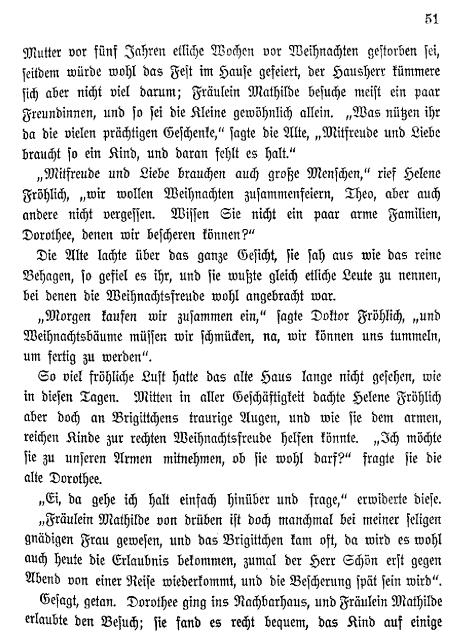 51
Mutter vor fünf Jahren etliche Wochen vor Weihnachten gestorben sei,
seitdem würde wohl das Fest im Hause gefeiert, der Hausherr kümmere
sich aber nicht viel darum; Fräulein Mathilde besuche meist ein paar
Freundinnen, und so sei die Kleine gewöhnlich allein. „Was nützen ihr
da die vielen prächtigen Geschenke,“ sagte die Alte, „Mitfreude und Liebe
braucht so ein Kind, und daran fehlt es halt.“
„Mitfreude und Liebe brauchen auch große Menschen,“ rief Helene
Fröhlich, „wir wollen Weihnachten zusammenfeiern, Theo, aber auch
andere nicht vergessen. Wissen Sie nicht ein paar arme Familien,
Dorothee, denen wir bescheren können?“
Die Alte lachte über das ganze Gesicht, sie sah aus wie das reine
Behagen, so gefiel es ihr, und sie wußte gleich etliche Leute zu nennen,
bei denen die Weihnachtsfreude wohl angebracht war.
„Morgen kaufen wir zusammen ein,“ sagte Doktor Fröhlich, „und
Weihnachtsbäume müssen wir schmücken, na, wir können uns tummeln,
um fertig zu werden“.
So viel fröhliche Lust hatte das alte Haus lange nicht gesehen, wie
in diesen Tagen. Mitten in aller Geschäftigkeit dachte Helene Fröhlich
aber doch an Brigittchens traurige Augen, und wie sie dem armen,
reichen Kinde zur rechten Weihnachtsfreude helfen könnte. „Ich möchte
sie zu unseren Armen mitnehmen, ob sie wohl darf?“ fragte sie die
alte Dorothee.
„Ei, da gehe ich halt einfach hinüber und frage,“ erwiderte diese.
„Fräulein Mathilde von drüben ist doch manchmal bei meiner seligen
gnädigen Frau gewesen, und das Brigittchen kam oft, da wird es wohl
auch heute die Erlaubnis bekommen, zumal der Herr Schön erst gegen
Abend von einer Reise wiederkommt, und die Bescherung spät sein wird“.
Gesagt, getan. Dorothee ging ins Nachbarhaus, und Fräulein Mathilde
erlaubte den Besuch; sie fand es recht bequem, das Kind auf einige